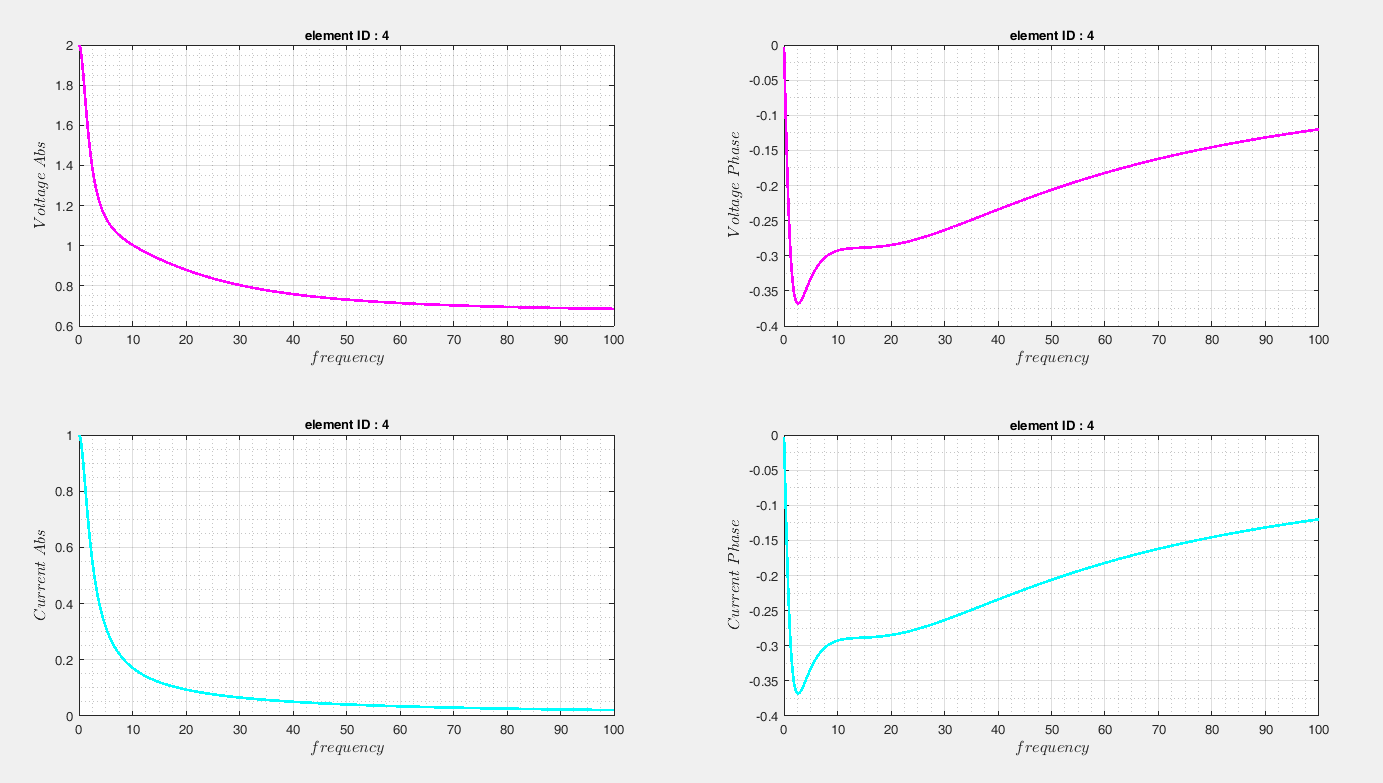 element ID : 4
2
1.8
1.6
1.4
1.2
1
0.8
0.6
Voltage Abs
0 10 20 30 40 50 60 70 80 90 100
frequency
element ID : 4
0
-0.05
-0.1
-0.15
-0.2
-0.25
-0.3
-0.35
-0.4
Voltage Phase
0 10 20 30 40 50 60 70 80 90 100
frequency
element ID : 4
1
0.8
0.6
0.4
0.2
0
Current Abs
0 10 20 30 40 50 60 70 80 90 100
frequency
element ID : 4
0
-0.05
-0.1
-0.15
-0.2
-0.25
-0.3
-0.35
-0.4
Current Phase
0 10 20 30 40 50 60 70 80 90 100
frequency